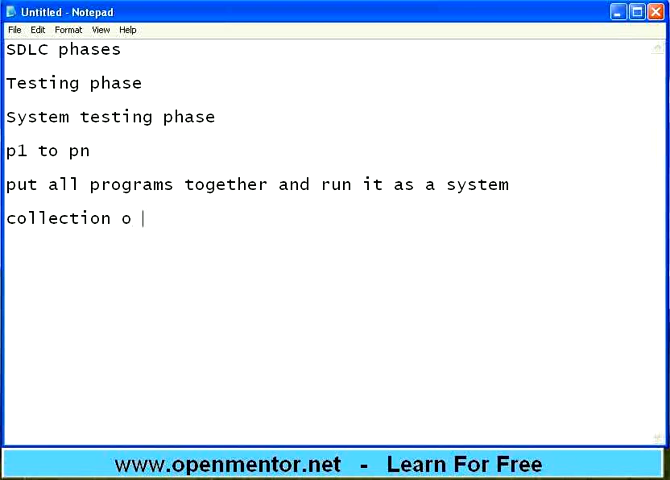 Untitled - Notepad
File Edit Format View Help
SDLC phases
Testing phase
System testing phase
p1 to pn
put all programs together and run it as a system
collection o
www.openmentor.net - Learn For Free